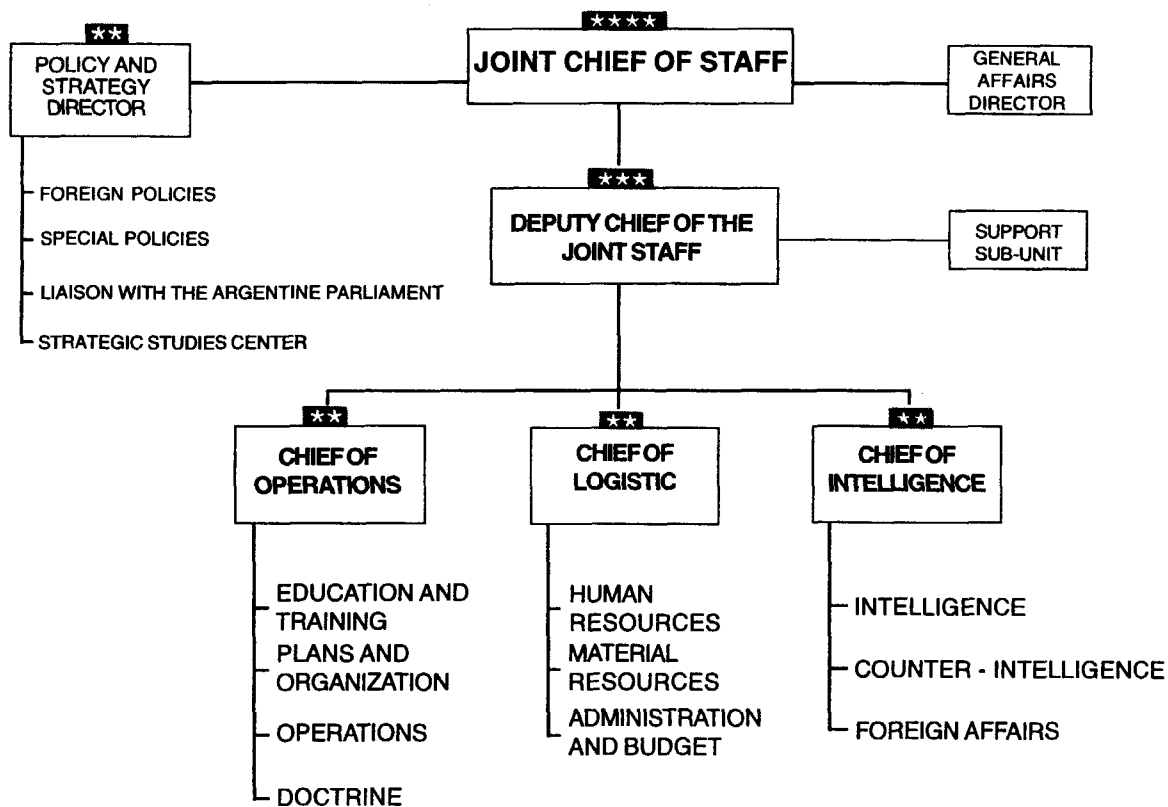 ★★★★
JOINT CHIEF OF STAFF
★★
POLICY AND
STRATEGY
DIRECTOR
GENERAL
AFFAIRS
DIRECTOR
FOREIGN POLICIES
SPECIAL POLICIES
LIAISON WITH THE ARGENTINE PARLIAMENT
STRATEGIC STUDIES CENTER
★★★
DEPUTY CHIEF OF THE
JOINT STAFF
SUPPORT
SUB-UNIT
★★
CHIEF OF
OPERATIONS
EDUCATION AND
TRAINING
PLANS AND
ORGANIZATION
OPERATIONS
DOCTRINE
★★
CHIEF OF
LOGISTIC
HUMAN
RESOURCES
MATERIAL
RESOURCES
ADMINISTRATION
AND BUDGET
★★
CHIEF OF
INTELLIGENCE
INTELLIGENCE
COUNTER - INTELLIGENCE
FOREIGN AFFAIRS